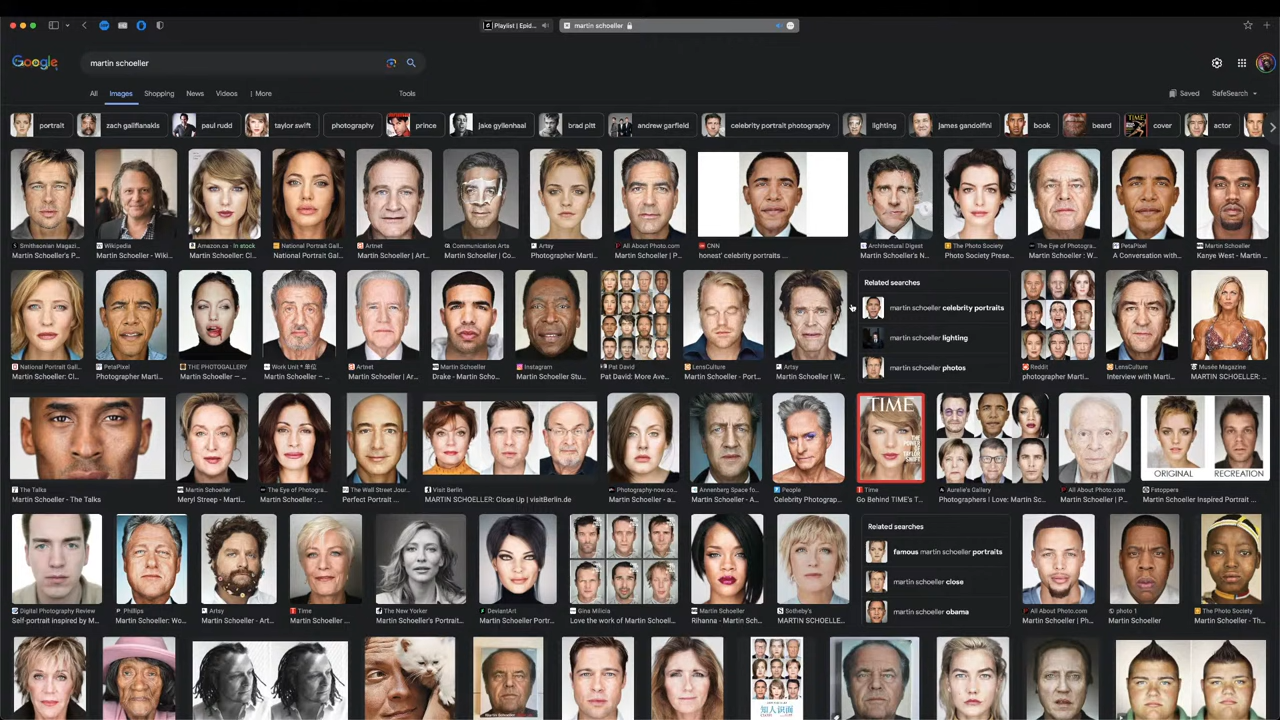 Playlist | Epid...
martin schoeller
Google
martin schoeller
All
Images
Shopping
News
Videos
More
Tools
Saved
SafeSearch
portrait
zach galifianakis
paul rudd
taylor swift
photography
prince
jake gyllenhaal
brad pitt
andrew garfield
celebrity portrait photography
lighting
james gandolfini
book
beard
cover
actor
Smithsonian Magazi...
Martin Schoeller's P...
Wikipedia
Martin Schoeller - Wiki...
Amazon.ca · In stock
Martin Schoeller: Cl...
National Portrait Gal...
National Portrait Gall...
Artnet
Martin Schoeller | Art...
Communication Arts
Martin Schoeller | Co...
Artsy
Photographer Marti...
All About Photo.com
Martin Schoeller | P...
CNN
honest' celebrity portraits ...
Architectural Digest
Martin Schoeller's N...
The Photo Society
Photo Society Prese...
The Eye of Photogra...
Martin Schoeller : W...
PetaPixel
A Conversation with...
Martin Schoeller
Kanye West - Martin ...
National Portrait Gal...
Martin Schoeller: Cl...
PetaPixel
Photographer Marti...
THE PHOTOGALLERY
Martin Schoeller — ...
Work Unit * 単位
Martin Schoeller – ...
Artnet
Martin Schoeller | Ar...
Martin Schoeller
Drake - Martin Scho...
Instagram
Martin Schoeller Stu...
Pat David
Pat David: More Ave...
LensCulture
Martin Schoeller - Port...
Artsy
Martin Schoeller | W...
Related searches
martin schoeller celebrity portraits
martin schoeller lighting
martin schoeller photos
Reddit
photographer Marti...
LensCulture
Interview with Marti...
Musée Magazine
MARTIN SCHOELLER: ...
The Talks
Martin Schoeller - The Talks
Martin Schoeller
Meryl Streep - Marti...
The Eye of Photogra...
Martin Schoeller : ...
The Wall Street Jour...
Perfect Portrait ...
Visit Berlin
MARTIN SCHOELLER: Close Up | visitBerlin.de
Photography-now.co...
Martin Schoeller - a...
Annenberg Space fo...
Martin Schoeller - A...
People
Celebrity Photograp...
TIME
Time
Go Behind TIME's T...
Aurelie's Gallery
Photographers I Love: Martin Sc...
All About Photo.com
Martin Schoeller | P...
ORIGINAL
RECREATION
Fstoppers
Martin Schoeller Inspired Portrait ...
Digital Photography Review
Self-portrait inspired by M...
Phillips
Martin Schoeller: Wo...
Artsy
Martin Schoeller - Art...
Time
Martin Schoeller ...
The New Yorker
Martin Schoeller's Portrait...
DeviantArt
Martin Schoeller Portr...
Gina Milicia
Love the work of Martin Schoell...
Martin Schoeller
Rihanna - Martin Sch...
Sotheby's
MARTIN SCHOELLE...
Related searches
famous martin schoeller portraits
martin schoeller close
martin schoeller obama
All About Photo.com
Martin Schoeller | Ph...
photo 1
Martin Schoeller
The Photo Society
Martin Schoeller - Th...
知人识面